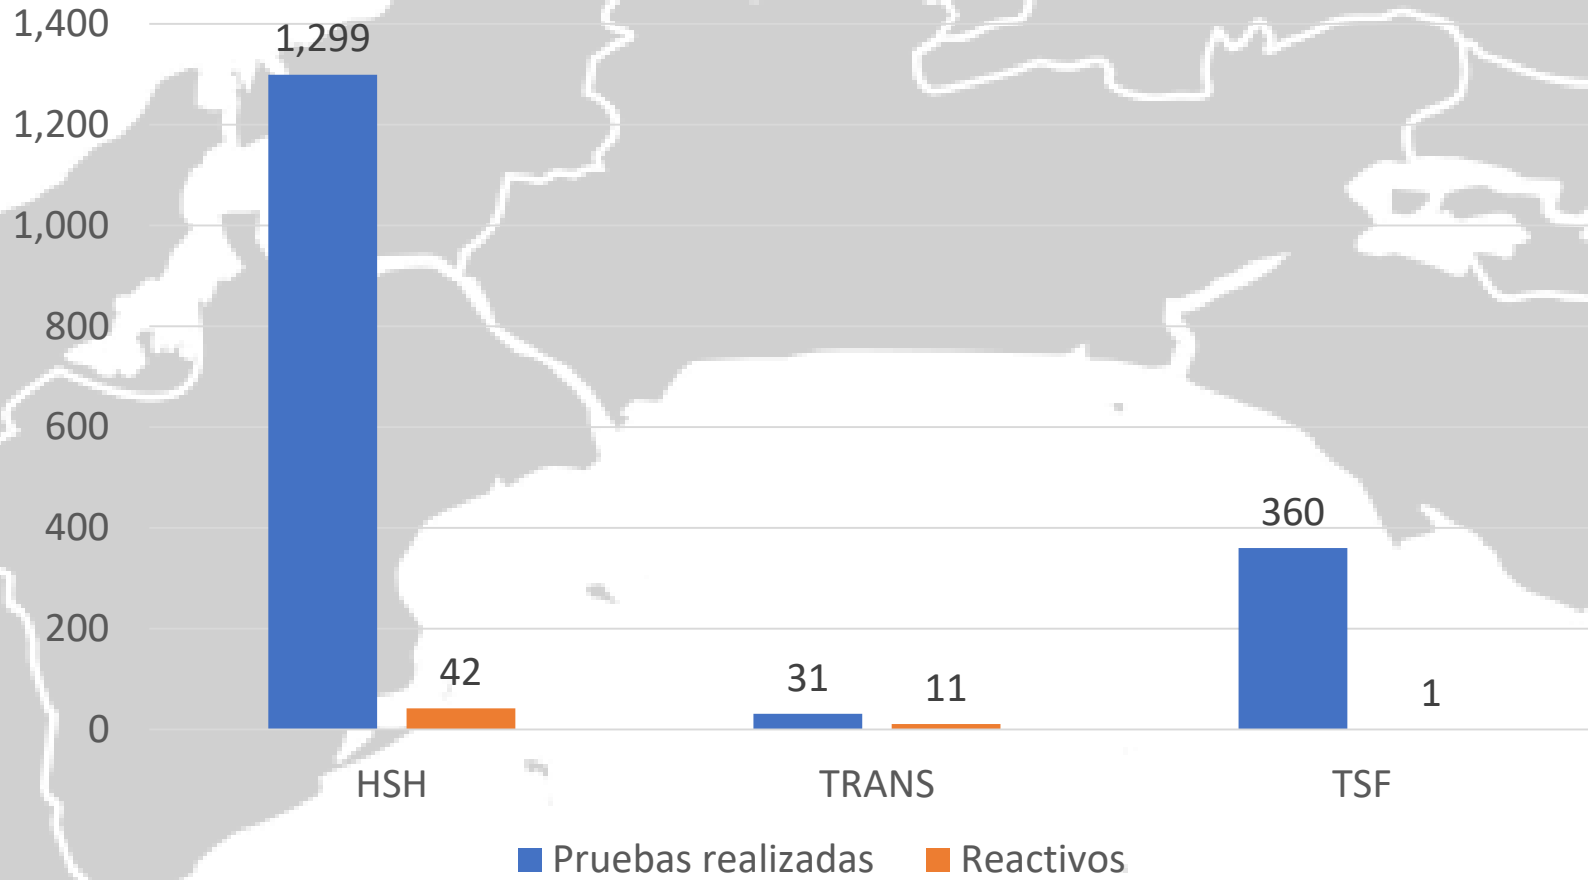 1,400
1,200
1,000
800
600
400
200
0
1,299
42
31
11
360
1
HSH
TRANS
TSF
Pruebas realizadas
Reactivos